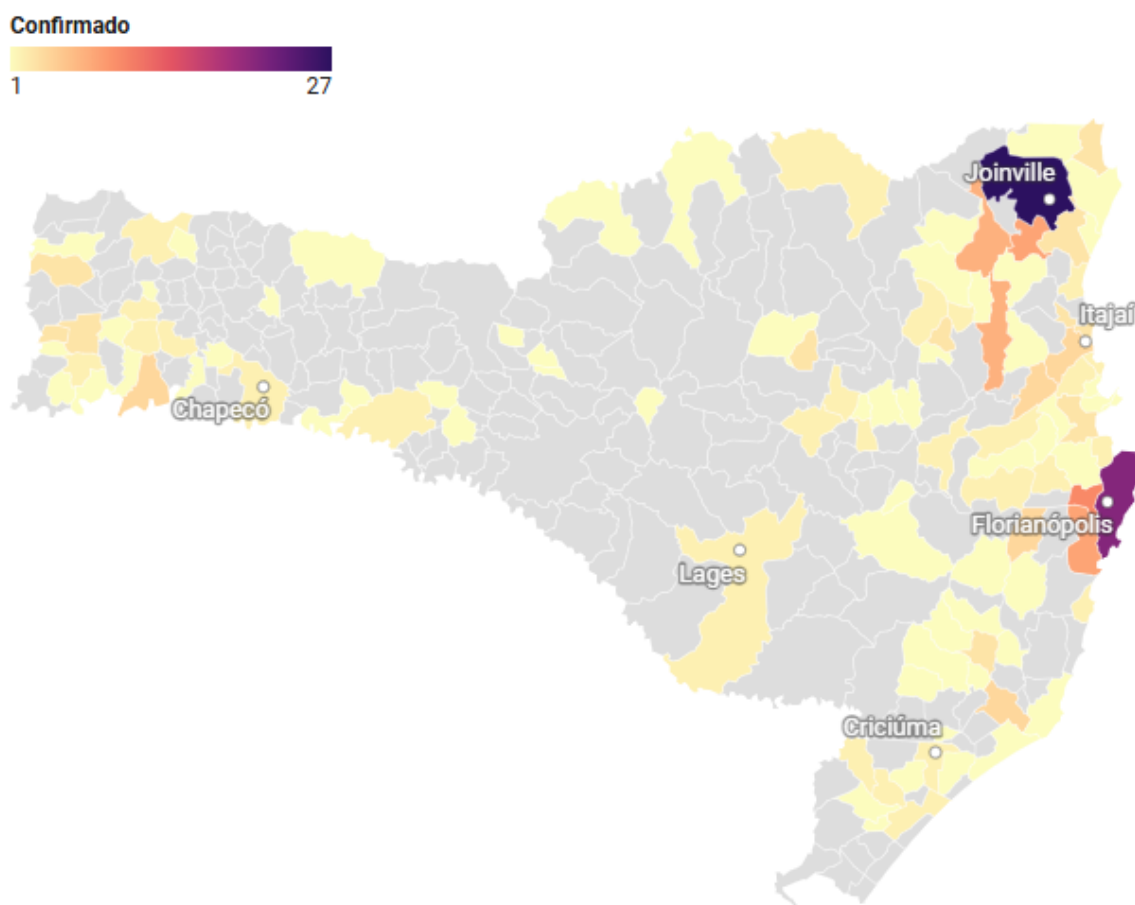 Confirmado
1 27
Joinville
Itajaí
Chapecó
Florianópolis
Lages
Criciúma